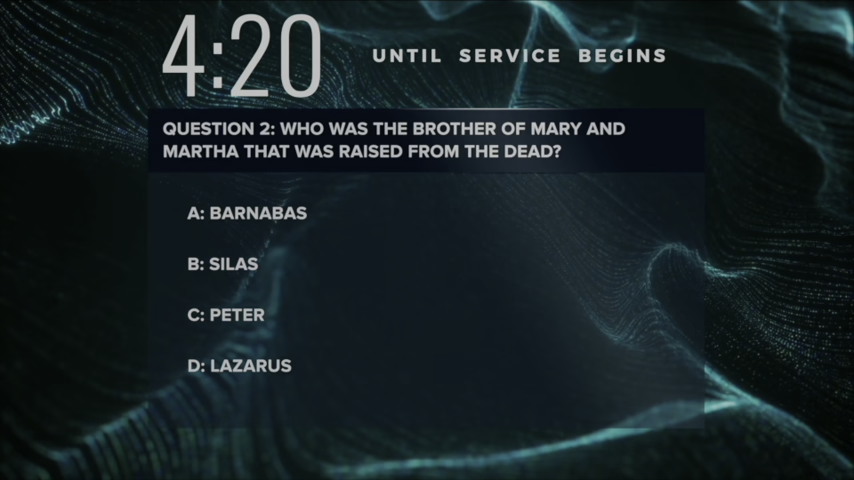 4:20 UNTIL SERVICE BEGINS
QUESTION 2: WHO WAS THE BROTHER OF MARY AND
MARTHA THAT WAS RAISED FROM THE DEAD?
A: BARNABAS
B: SILAS
C: PETER
D: LAZARUS